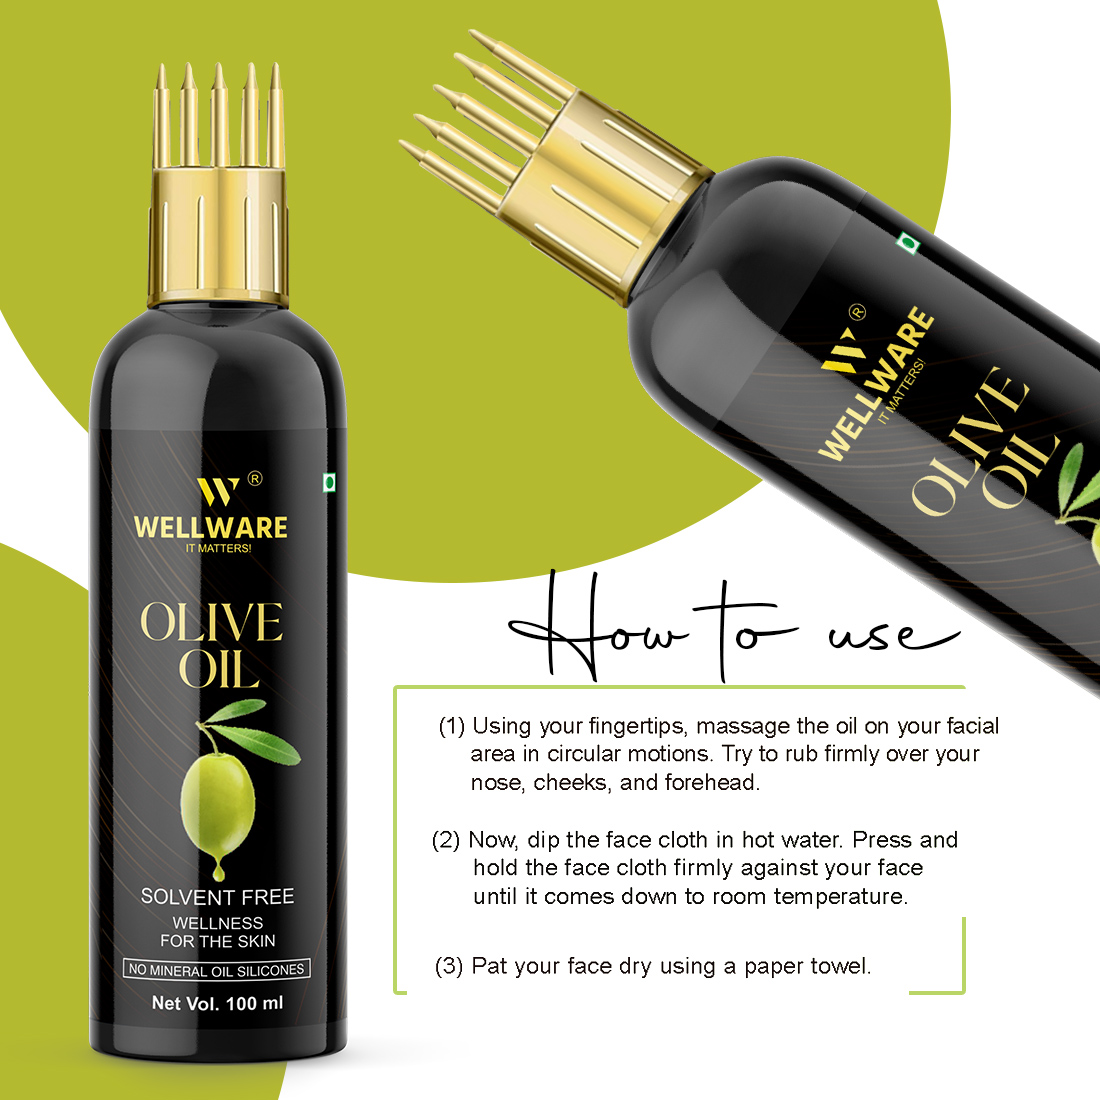 W ®
WELLWARE
IT MATTERS!
OLIVE
OIL
SOLVENT FREE
WELLNESS
FOR THE SKIN
NO MINERAL OIL SILICONES
Net Vol. 100 ml
W ®
WELLWARE
IT MATTERS!
OLIVE
OIL
How to use
(1) Using your fingertips, massage the oil on your facial
area in circular motions. Try to rub firmly over your
nose, cheeks, and forehead.
(2) Now, dip the face cloth in hot water. Press and
hold the face cloth firmly against your face
until it comes down to room temperature.
(3) Pat your face dry using a paper towel.